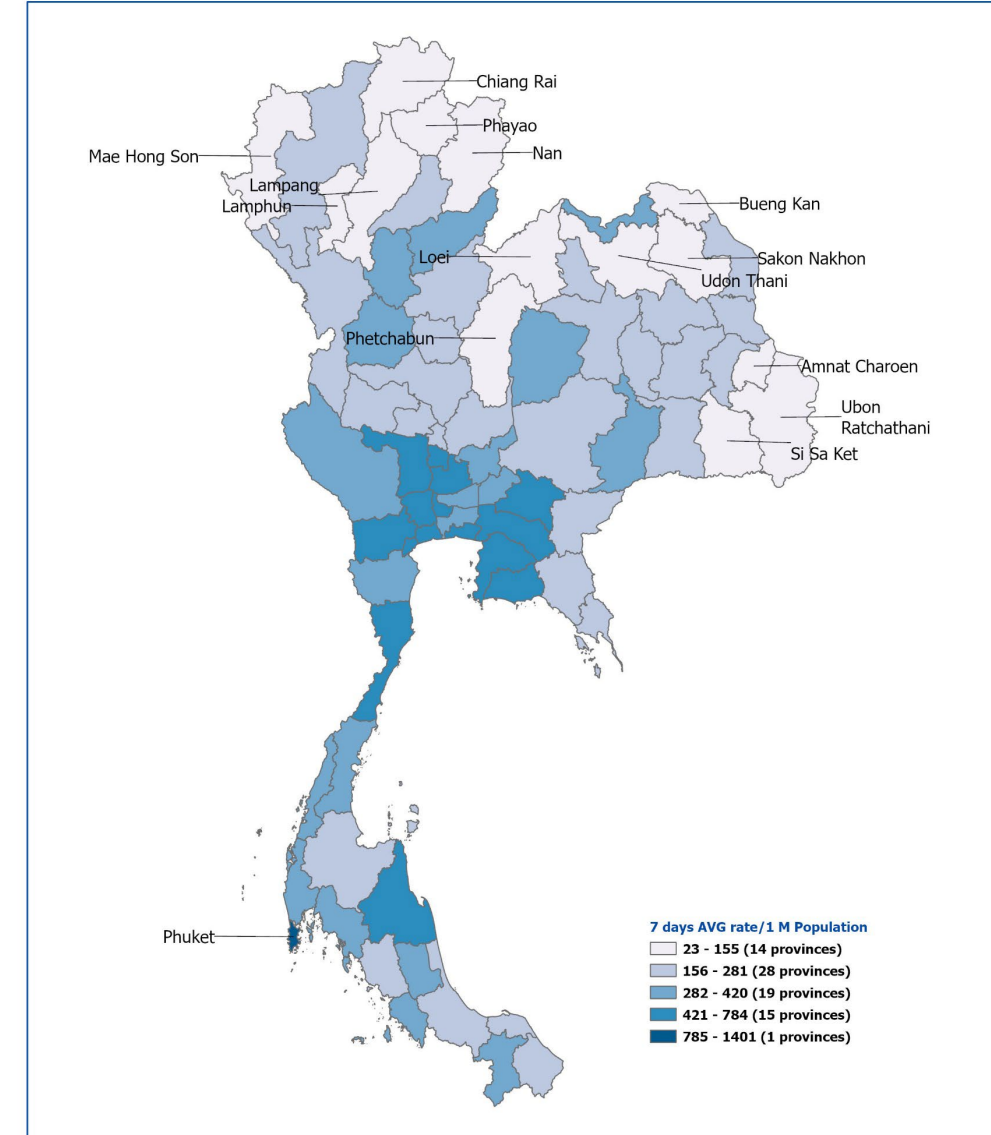 Chiang Rai
Phayao
Mae Hong Son
Nan
Lampang
Lamphun
Bueng Kan
Loei
Sakon Nakhon
Udon Thani
Phetchabun
Amnat Charoen
Ubon
Ratchathani
Si Sa Ket
Phuket
7 days AVG rate/1 M Population
23 - 155 (14 provinces)
156 - 281 (28 provinces)
282 - 420 (19 provinces)
421 - 784 (15 provinces)
785 - 1401 (1 provinces)